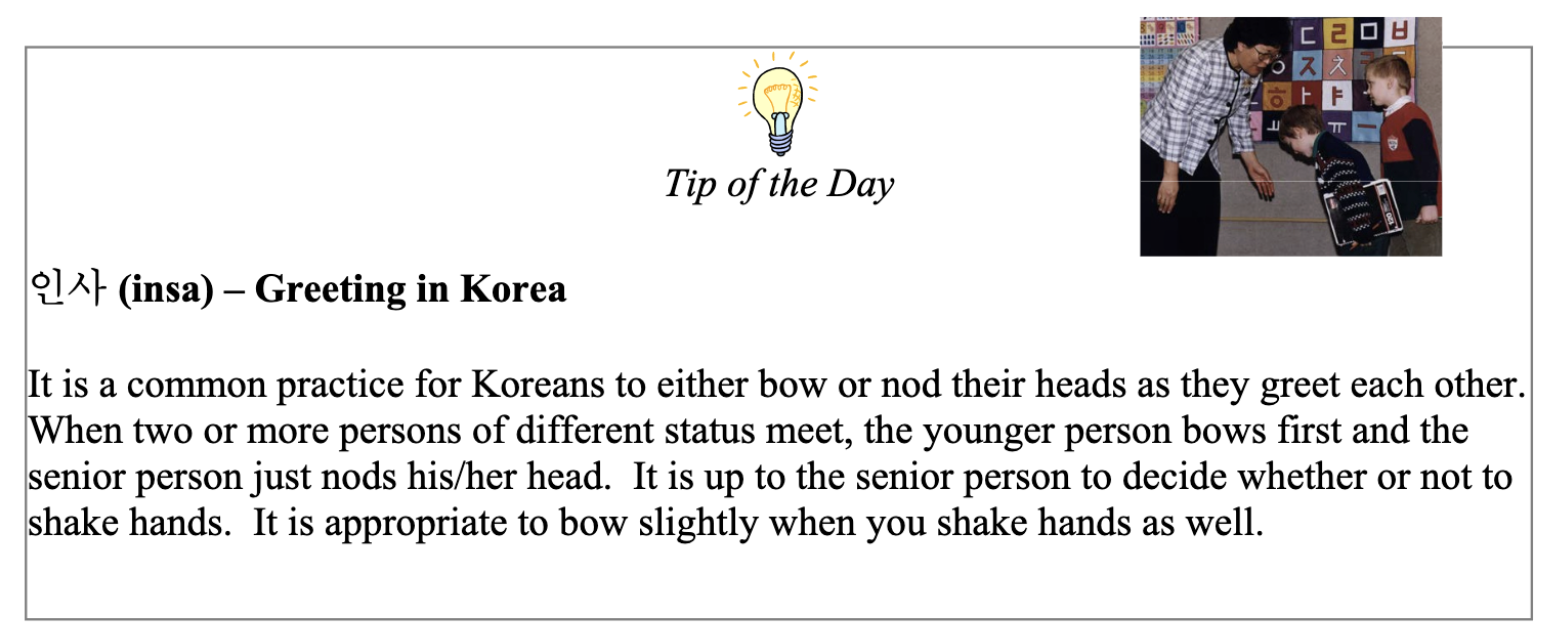 ㄷ ㄹ ㅁ ㅂ
ㅇ ㅈ ㅊ
ㅎ ㅏ ㅑ
ㅠ ㅡ
Tip of the Day
인사 (insa) – Greeting in Korea
It is a common practice for Koreans to either bow or nod their heads as they greet each other.
When two or more persons of different status meet, the younger person bows first and the
senior person just nods his/her head.  It is up to the senior person to decide whether or not to
shake hands.  It is appropriate to bow slightly when you shake hands as well.